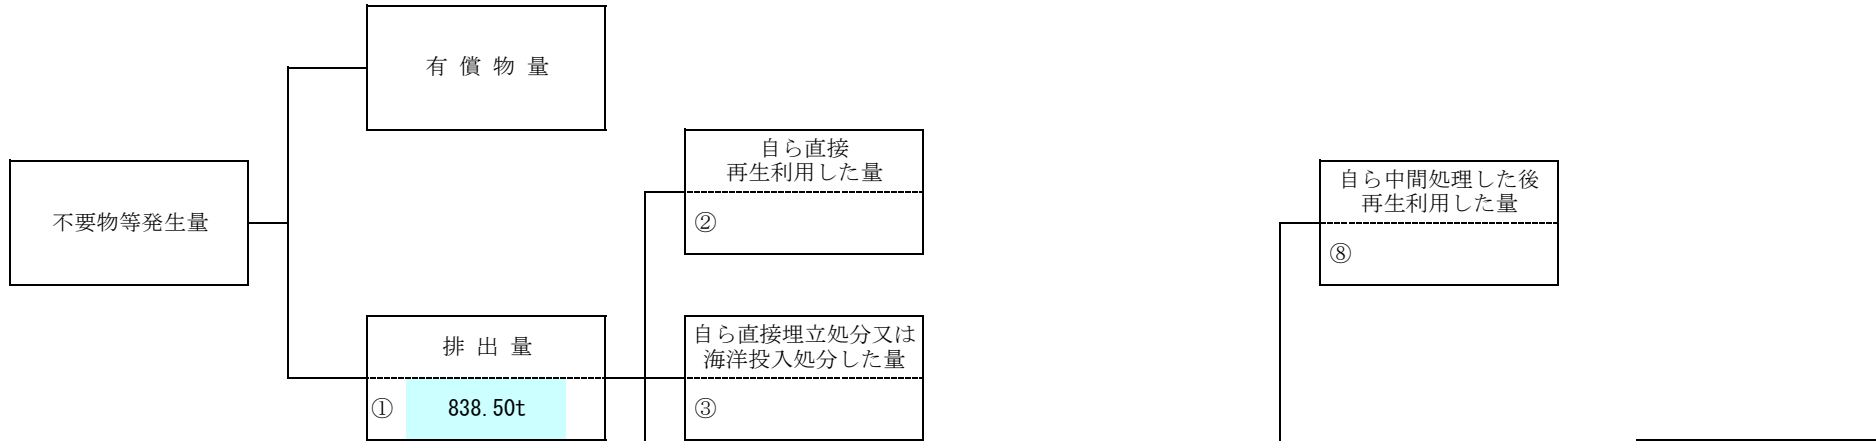 有 償 物 量
自ら直接
再生利用した量
②
自ら中間処理した後
再生利用した量
⑧
不要物等発生量
排 出 量
① 838.50t
自ら直接埋立処分又は
海洋投入処分した量
③